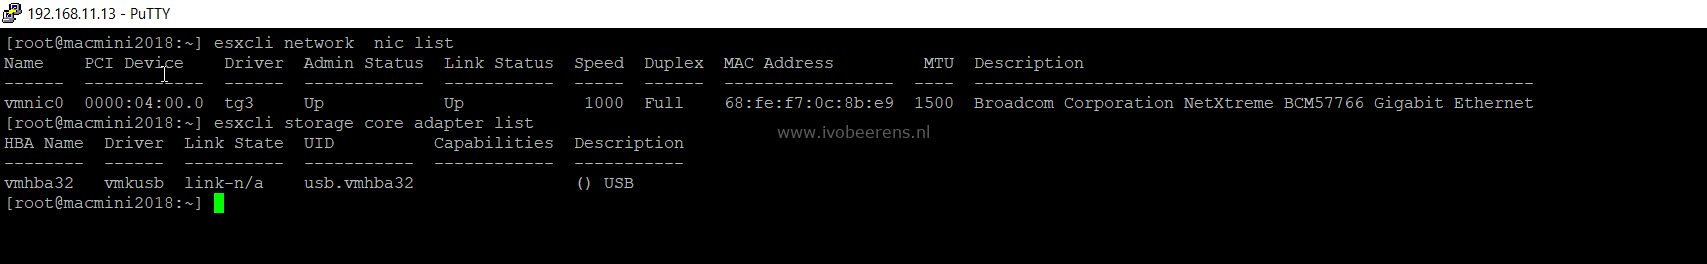 192.168.11.13 - PuTTY
[root@macmini2018:~] esxcli network  nic list
Name    PCI Device    Driver  Admin Status  Link Status  Speed  Duplex  MAC Address         MTU  Description
------  ------------  ------  ------------  -----------  -----  ------  -----------------  ----  --------------------------------------------------------
vmnic0  0000:04:00.0  tg3     Up            Up            1000  Full    68:fe:f7:0c:8b:e9  1500  Broadcom Corporation NetXtreme BCM57766 Gigabit Ethernet
[root@macmini2018:~] esxcli storage core adapter list
www.ivobeerens.nl
HBA Name  Driver  Link State  UID          Capabilities  Description
--------  ------  ----------  -----------  ------------  -----------
vmhba32   vmkusb  link-n/a    usb.vmhba32                () USB
[root@macmini2018:~]